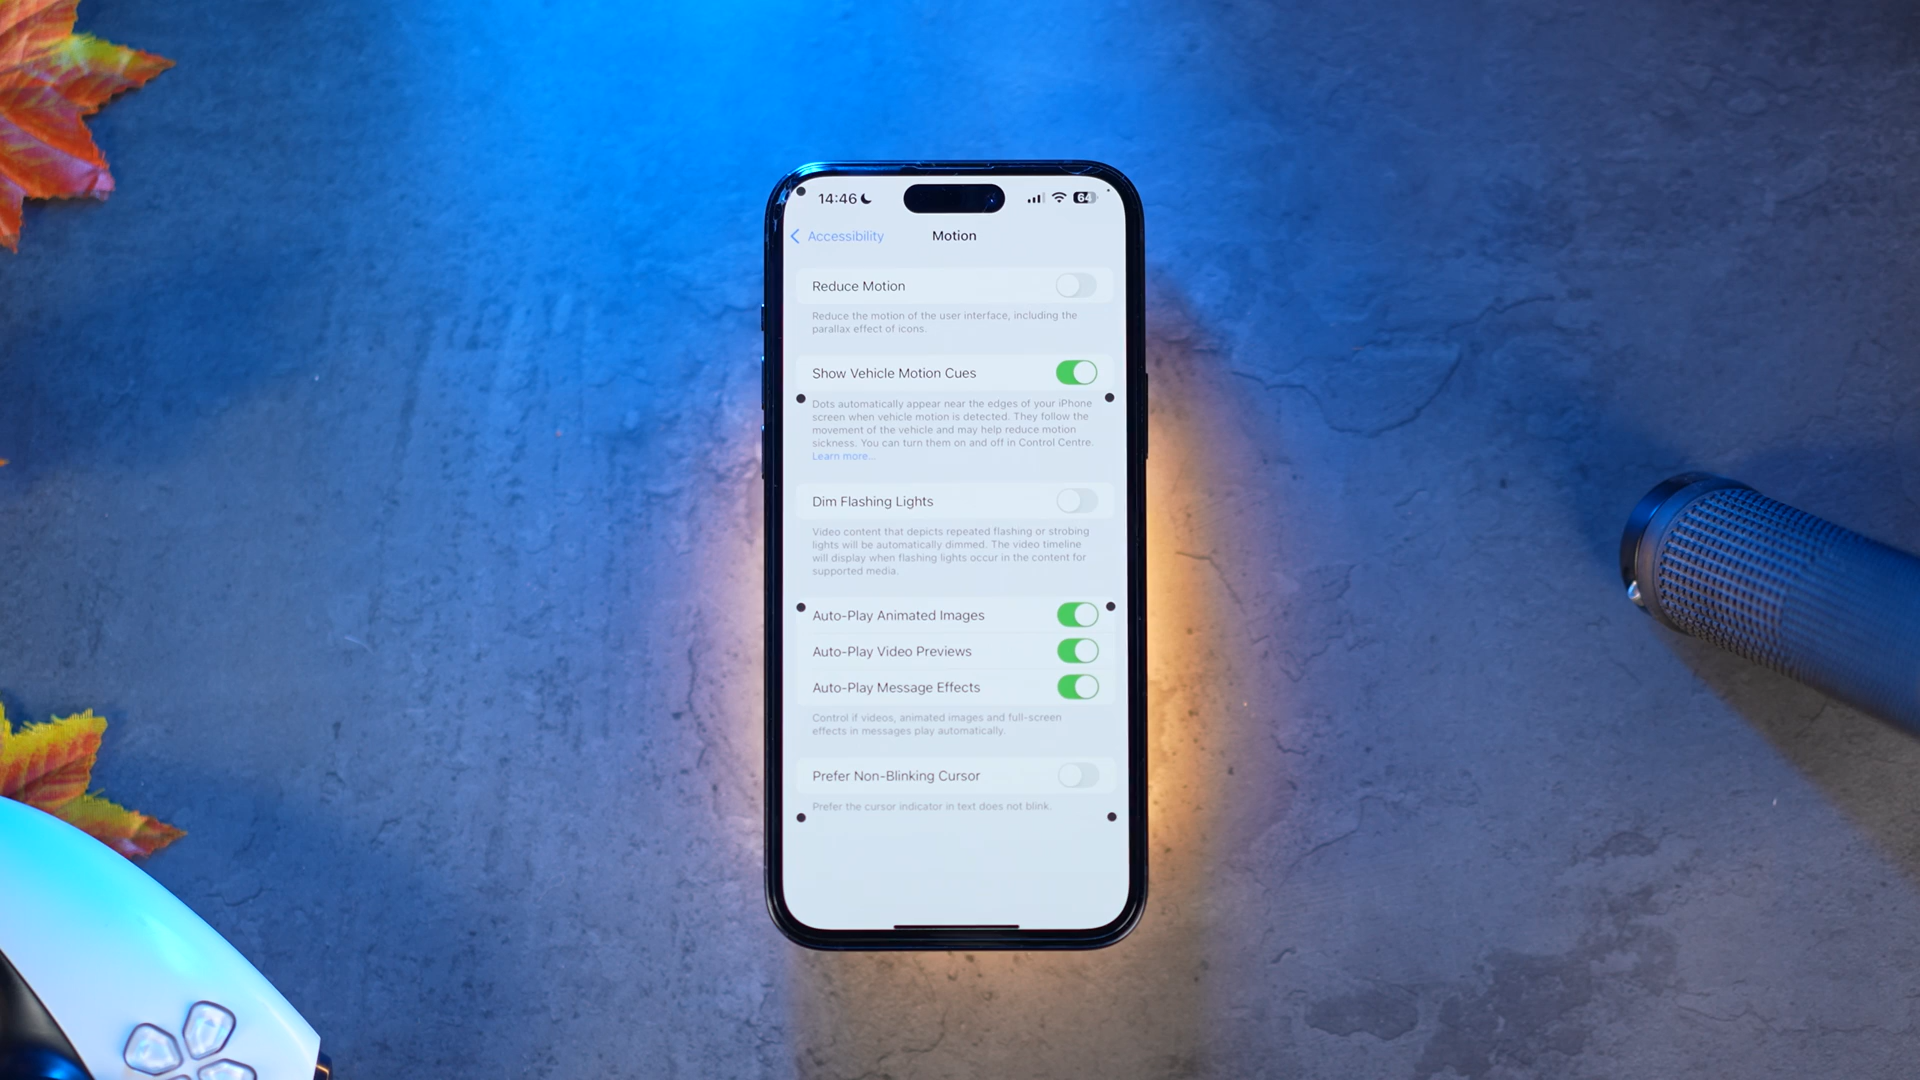 14:46
64
Accessibility
Motion
Reduce Motion
Reduce the motion of the user interface, including the
parallax effect of icons.
Show Vehicle Motion Cues
Dots automatically appear near the edges of your iPhone
screen when vehicle motion is detected. They follow the
movement of the vehicle and may help reduce motion
sickness. You can turn them on and off in Control Centre.
Learn more...
Dim Flashing Lights
Video content that depicts repeated flashing or strobing
lights will be automatically dimmed. The video timeline
will display when flashing lights occur in the content for
supported media.
Auto-Play Animated Images
Auto-Play Video Previews
Auto-Play Message Effects
Control if videos, animated images and full-screen
effects in messages play automatically.
Prefer Non-Blinking Cursor
Prefer the cursor indicator in text does not blink.